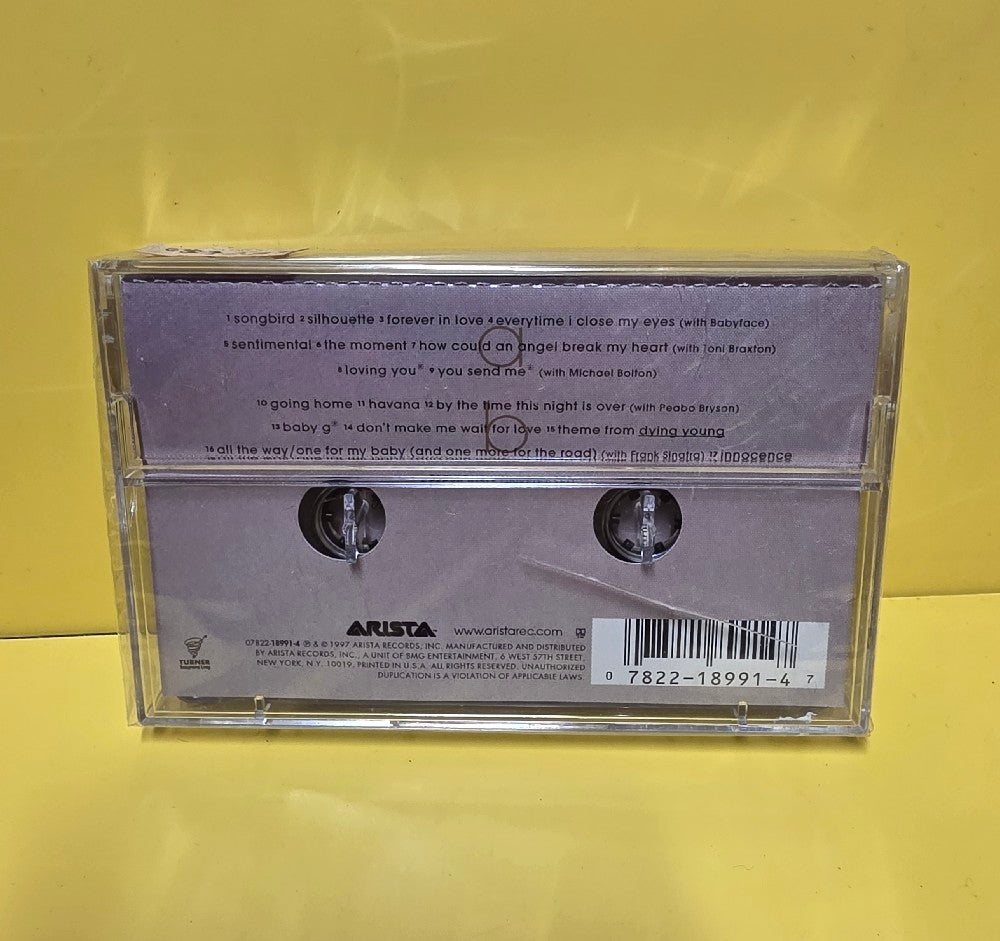 1 songbird 2 silhouette 3 forever in love 4 everytime i close my eyes (with Babyface)
a
5 sentimental 6 the moment 7 how could an angel break my heart (with Toni Braxton)
8 loving you* 9 you send me* (with Michael Bolton)
10 going home 11 havana 12 by the time this night is over (with Peabo Bryson)
b
13 baby g* 14 don't make me wait for love 15 theme from dying young
16 all the way/one for my baby (and one more for the road) (with Frank Sinatra) 17 innocence
ARISTA www.aristarec.com
07822-18991-4 ℗ & © 1997 ARISTA RECORDS, INC. MANUFACTURED AND DISTRIBUTED
BY ARISTA RECORDS, INC., A UNIT OF BMG ENTERTAINMENT, 6 WEST 57TH STREET,
NEW YORK, N.Y. 10019. PRINTED IN U.S.A. ALL RIGHTS RESERVED. UNAUTHORIZED
DUPLICATION IS A VIOLATION OF APPLICABLE LAWS.
TURNER
0 7822-18991-4 7